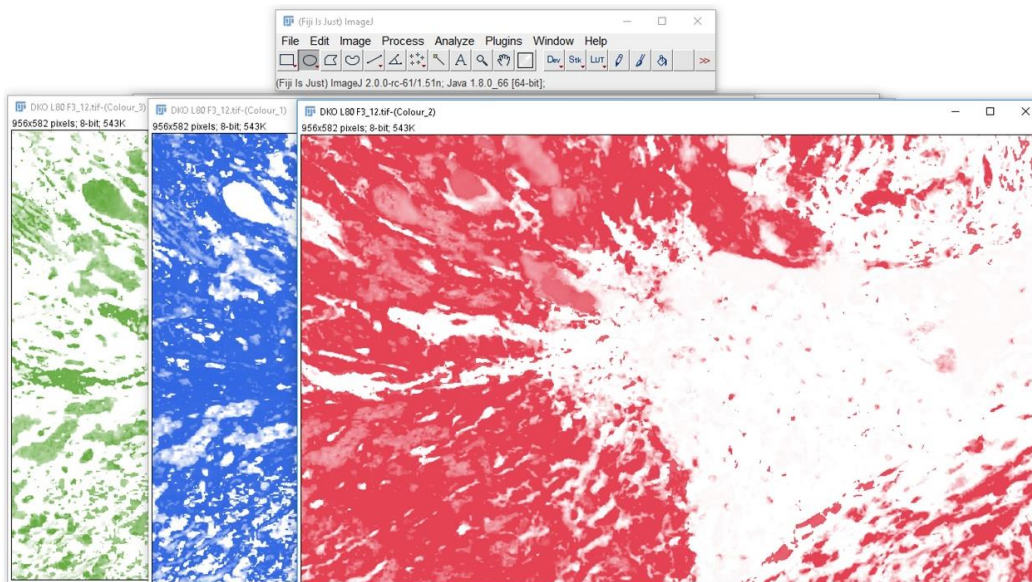 (Fiji Is Just) ImageJ
File Edit Image Process Analyze Plugins Window Help
A Dev Stk LUT >>
(Fiji Is Just) ImageJ 2.0.0-rc-61/1.51n; Java 1.8.0_66 [64-bit];
DKO L80 F3_12.tif-(Colour_3)
956x582 pixels; 8-bit; 543K
DKO L80 F3_12.tif-(Colour_1)
956x582 pixels; 8-bit; 543K
DKO L80 F3_12.tif-(Colour_2)
956x582 pixels; 8-bit; 543K